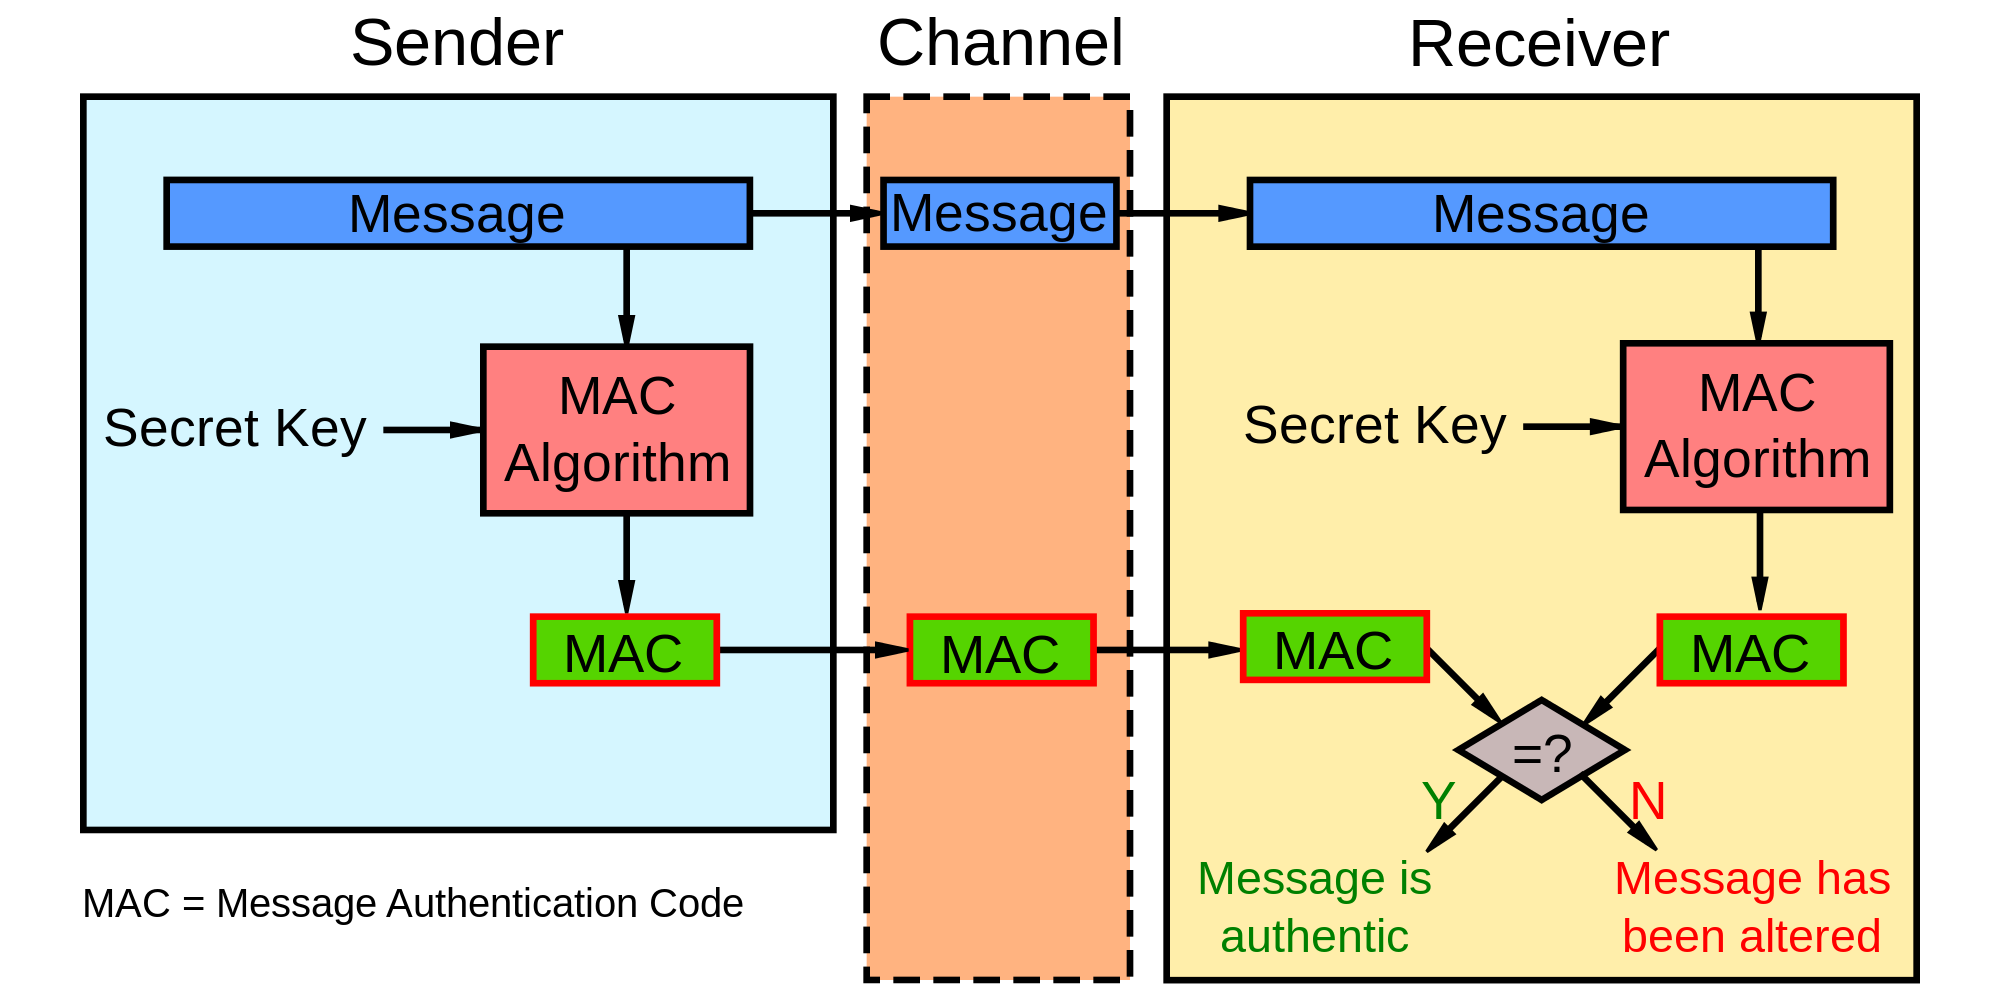 Sender
Channel
Receiver
Message
Message
Message
MAC
Algorithm
Secret Key
MAC
Algorithm
Secret Key
MAC
MAC
MAC
MAC
=?
Y
N
Message is
authentic
Message has
been altered
MAC = Message Authentication Code